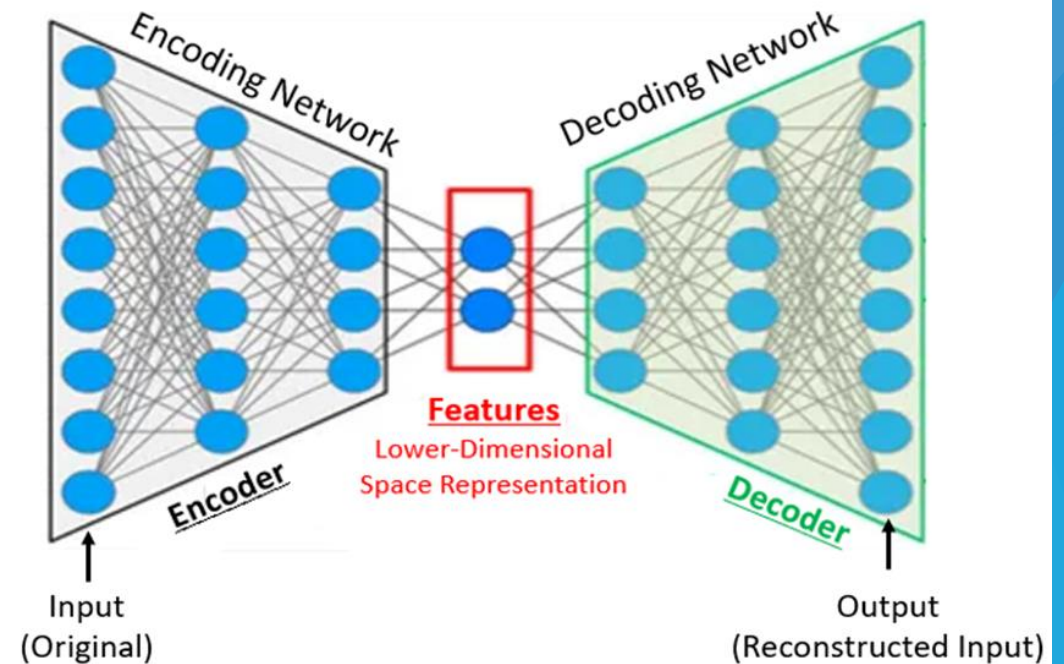 Encoding Network
Decoding Network
Features
Lower-Dimensional
Space Representation
Encoder
Decoder
Input
(Original)
Output
(Reconstructed Input)